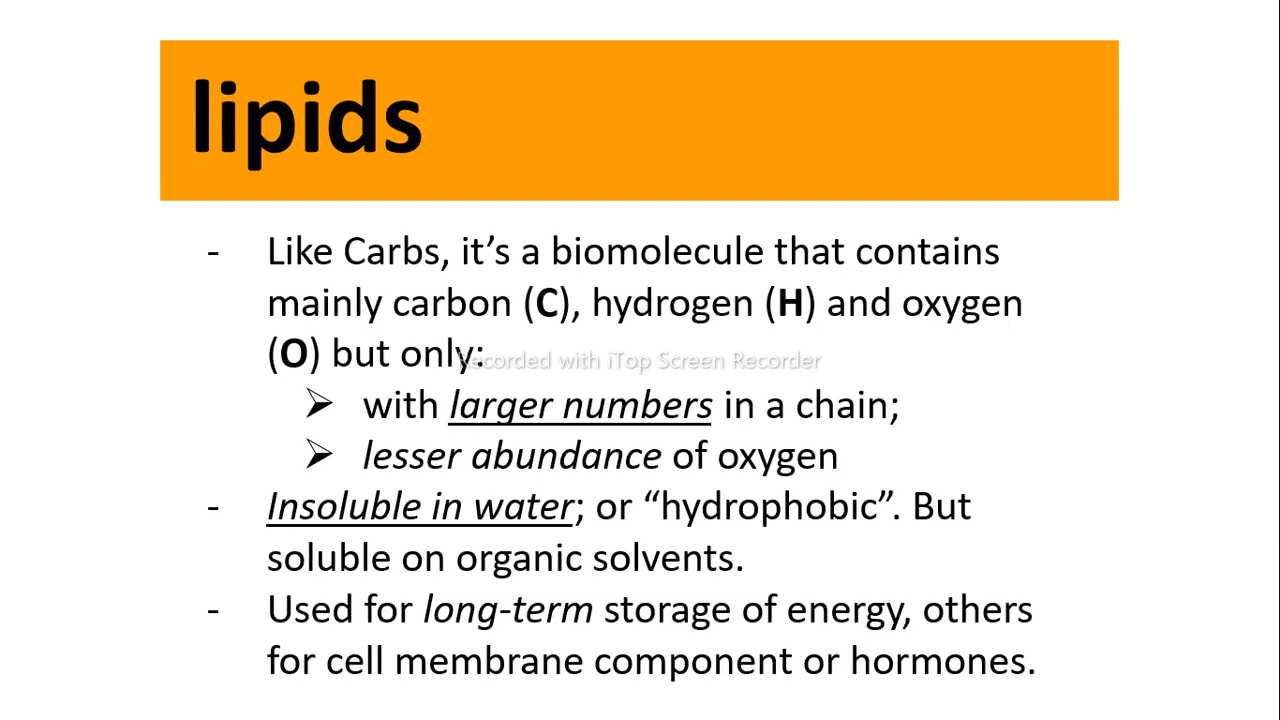 lipids
- Like Carbs, it’s a biomolecule that contains
mainly carbon (C), hydrogen (H) and oxygen
(O) but only:
Recorded with iTop Screen Recorder
➢ with larger numbers in a chain;
➢ lesser abundance of oxygen
- Insoluble in water; or “hydrophobic”. But
soluble on organic solvents.
- Used for long-term storage of energy, others
for cell membrane component or hormones.